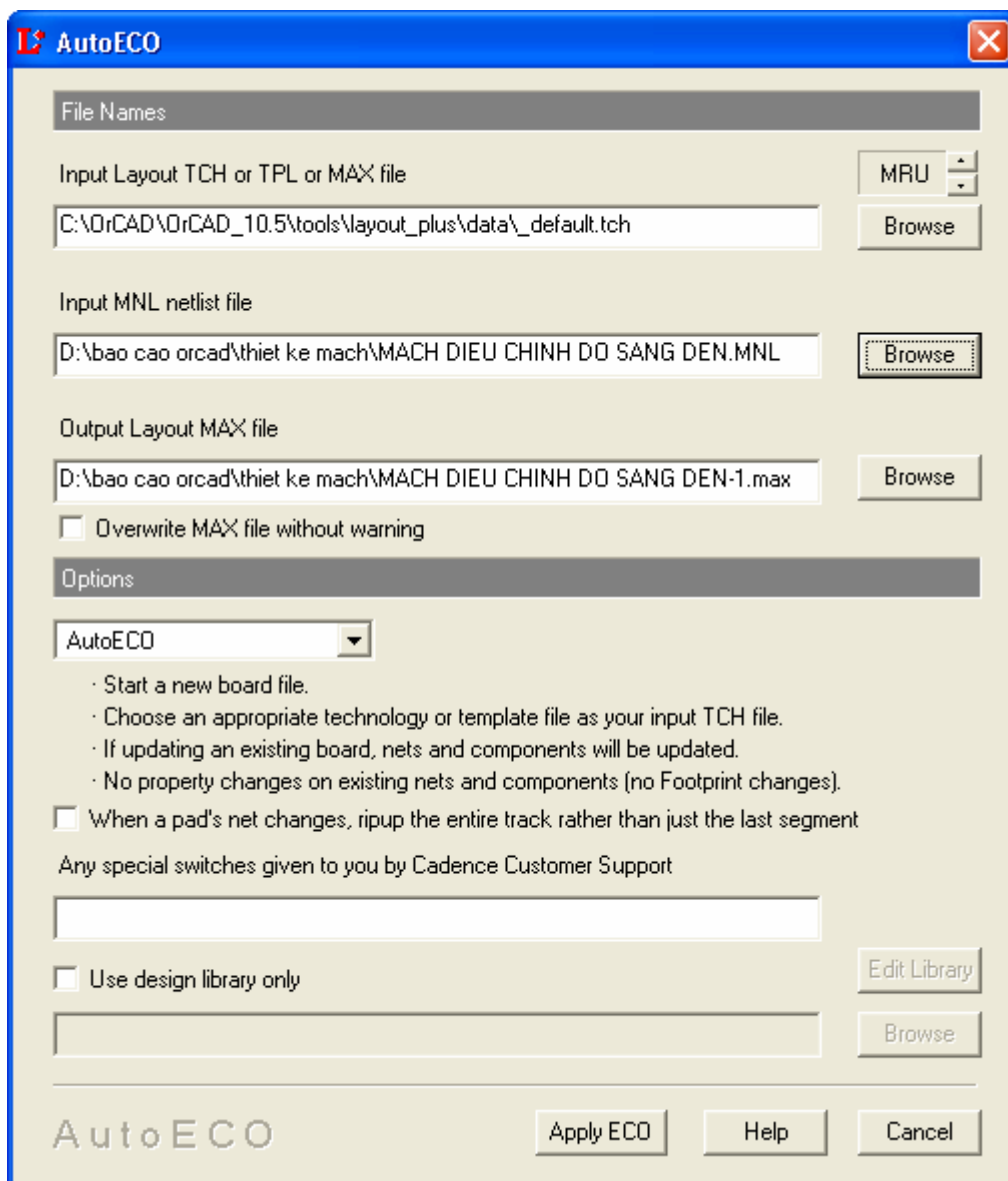 AutoECO
File Names
Input Layout TCH or TPL or MAX file
MRU
C:\OrCAD\OrCAD_10.5\tools\layout_plus\data\_default.tch
Browse
Input MNL netlist file
D:\bao cao orcad\thiet ke mach\MACH DIEU CHINH DO SANG DEN.MNL
Browse
Output Layout MAX file
D:\bao cao orcad\thiet ke mach\MACH DIEU CHINH DO SANG DEN-1.max
Browse
Overwrite MAX file without warning
Options
AutoECO
· Start a new board file.
· Choose an appropriate technology or template file as your input TCH file.
· If updating an existing board, nets and components will be updated.
· No property changes on existing nets and components (no Footprint changes).
When a pad's net changes, ripup the entire track rather than just the last segment
Any special switches given to you by Cadence Customer Support
Use design library only
Edit Library
Browse
AutoECO
Apply ECO
Help
Cancel